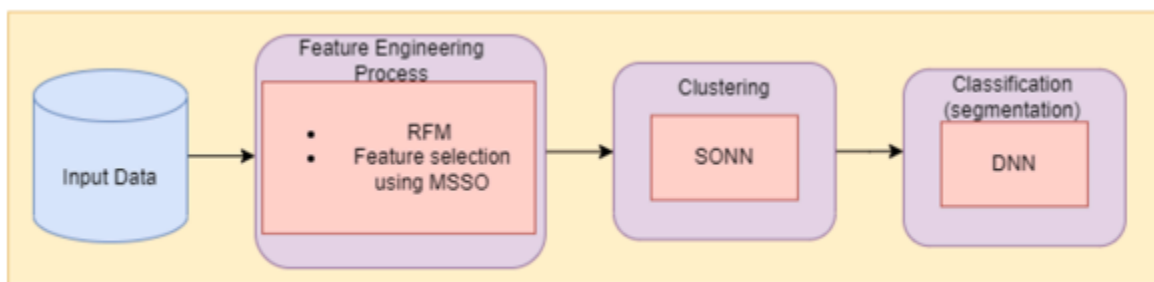 Input Data
Feature Engineering
Process
• RFM
• Feature selection
using MSSO
Clustering
SONN
Classification
(segmentation)
DNN